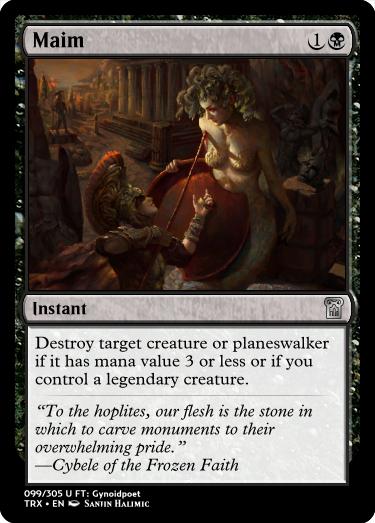 Maim
1
Instant
Destroy target creature or planeswalker
if it has mana value 3 or less or if you
control a legendary creature.
“To the hoplites, our flesh is the stone in
which to carve monuments to their
overwhelming pride.”
—Cybele of the Frozen Faith
099/305 U FT: Gynoidpoet
TRX • EN Santin Halimic